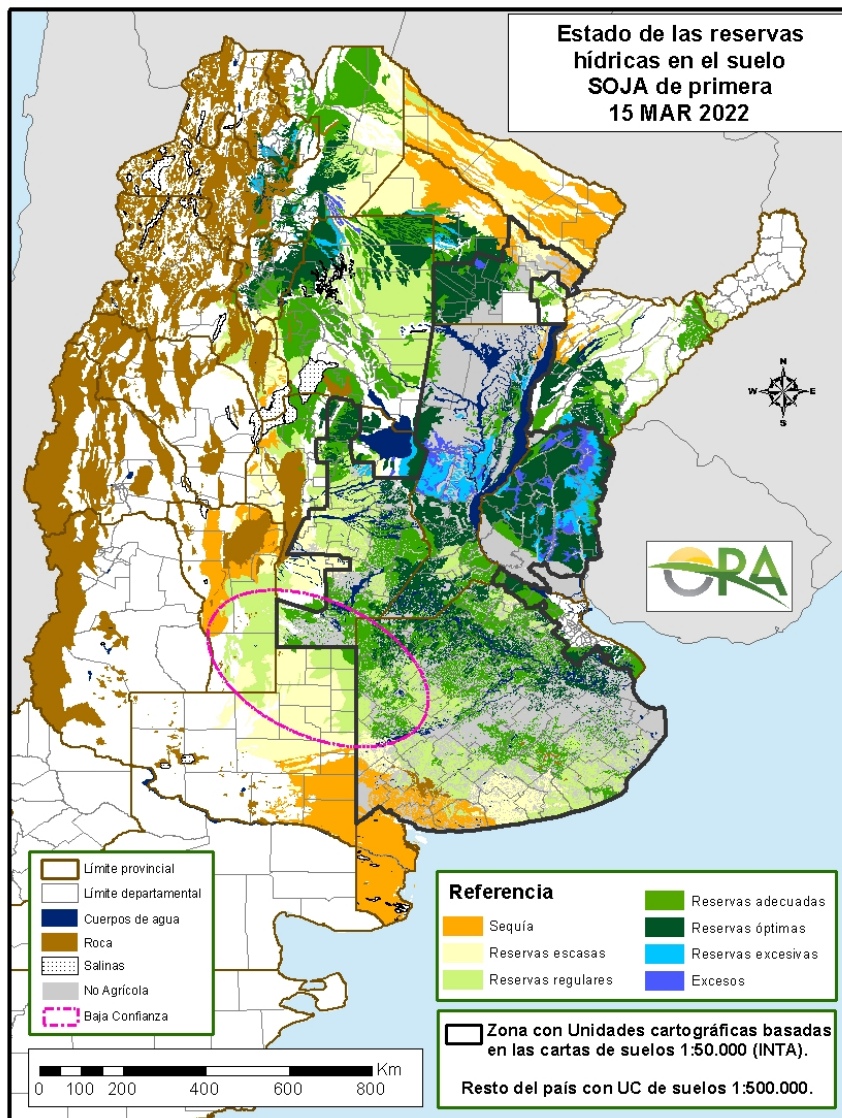 Estado de las reservas
hídricas en el suelo
SOJA de primera
15 MAR 2022
N
W
E
S
ORA
Límite provincial
Límite departamental
Cuerpos de agua
Roca
Salinas
No Agrícola
Baja Confianza
Referencia
Sequía
Reservas escasas
Reservas regulares
Reservas adecuadas
Reservas óptimas
Reservas excesivas
Excesos
Km
0 50 100 200 400 600 800
Zona con Unidades cartográficas basadas
en las cartas de suelos 1:50.000 (INTA).
Resto del país con UC de suelos 1:500.000.